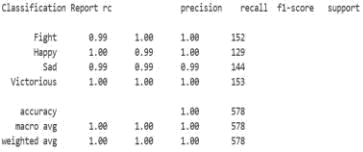 Classification Report rc precision recall f1-score support
Fight 0.99 1.00 1.00 152
Happy 1.00 0.99 1.00 129
Sad 0.99 0.99 0.99 144
Victorious 1.00 1.00 1.00 153
accuracy 1.00 578
macro avg 1.00 1.00 1.00 578
weighted avg 1.00 1.00 1.00 578